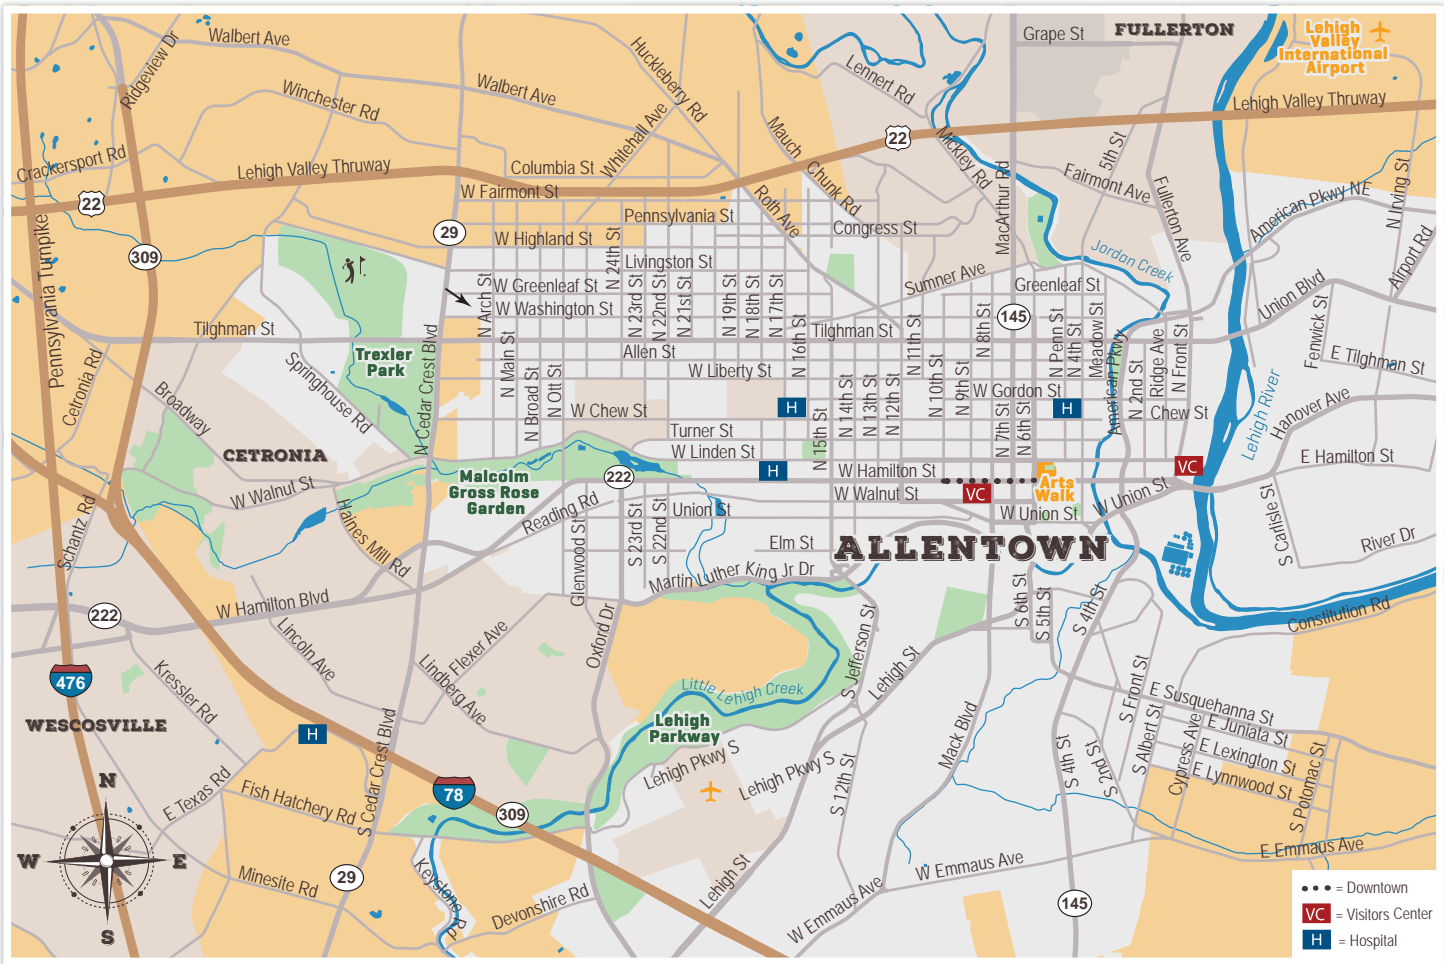 Walbert Ave
Ridgeview Dr
Winchester Rd
Walbert Ave
Huckleberry Rd
Whitehall Ave
Lennert Rd
Grape St
FULLERTON
Lehigh
Valley
International
Airport
Lehigh Valley Thruway
Crackersport Rd
22
Lehigh Valley Thruway
Columbia St
W Fairmont St
Mauch Chunk Rd
22
Mickley Rd
MacArthur Rd
5th St
Fairmont Ave
Fullerton Ave
American Pkwy NE
N Irving St
Airport Rd
Pennsylvania Turnpike
309
29
Pennsylvania St
Roth Ave
Congress St
W Highland St
N 24th St
Livingston St
Jordan Creek
Sumner Ave
Greenleaf St
Union Blvd
N Arch St
W Greenleaf St
W Washington St
N 23rd St
N 22nd St
N 21st St
N 19th St
N 18th St
N 17th St
N 16th St
Tilghman St
Tilghman St
145
N 11th St
N 8th St
N Penn St
N 4th St
Meadow St
American Pkwy
Ridge Ave
N Front St
N 2nd St
Fenwick St
E Tilghman St
Cetronia Rd
Trexler
Park
Springhouse Rd
N Cedar Crest Blvd
N Main St
Allen St
W Liberty St
N Broad St
N Ott St
W Chew St
H
N 15th St
N 14th St
N 13th St
N 12th St
N 10th St
N 9th St
W Gordon St
H
Chew St
Lehigh River
Hanover Ave
Broadway
CETRONIA
Turner St
W Linden St
N 7th St
N 6th St
E Hamilton St
W Walnut St
Malcolm
Gross Rose
Garden
222
H
W Hamilton St
W Walnut St
VC
Arts
Walk
VC
W Union St
W Union St
S Carlisle St
River Dr
Schantz Rd
Haines Mill Rd
Reading Rd
Union St
Glenwood St
S 23rd St
S 22nd St
Elm St
ALLENTOWN
Martin Luther King Jr Dr
222
W Hamilton Blvd
Lincoln Ave
Flexer Ave
Lindberg Ave
Oxford Dr
S Jefferson St
Lehigh St
S 6th St
S 5th St
S 4th St
Constitution Rd
476
Kressler Rd
Little Lehigh Creek
Lehigh
Parkway
Lehigh Pkwy S
Lehigh Pkwy S
WESCOSVILLE
H
S Cedar Crest Blvd
Mack Blvd
S Front St
E Susquehanna St
E Juniata St
S Albert St
Cypress Ave
E Lexington St
E Lynnwood St
S Potomac St
S 4th St
S 2nd St
S 12th St
N
W
E
S
E Texas Rd
Fish Hatchery Rd
78
309
Minesite Rd
29
Keystone Rd
Devonshire Rd
Lehigh St
W Emmaus Ave
W Emmaus Ave
E Emmaus Ave
145
= Downtown
VC = Visitors Center
H = Hospital